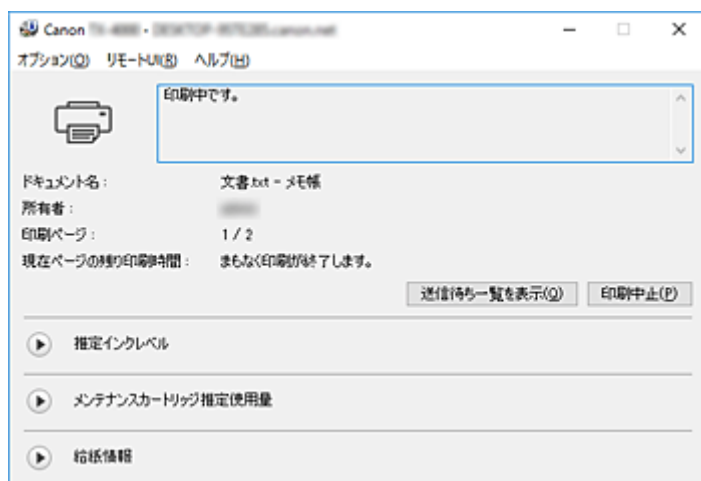 Canon
オプション(O) リモートUI(R) ヘルプ(H)
印刷中です。
ドキュメント名: 文書.txt - メモ帳
所有者:
印刷ページ: 1 / 2
現在ページの残り印刷時間: まもなく印刷が終了します。
送信待ち一覧を表示(Q) 印刷中止(P)
推定インクレベル
メンテナンスカートリッジ推定使用量
給紙情報